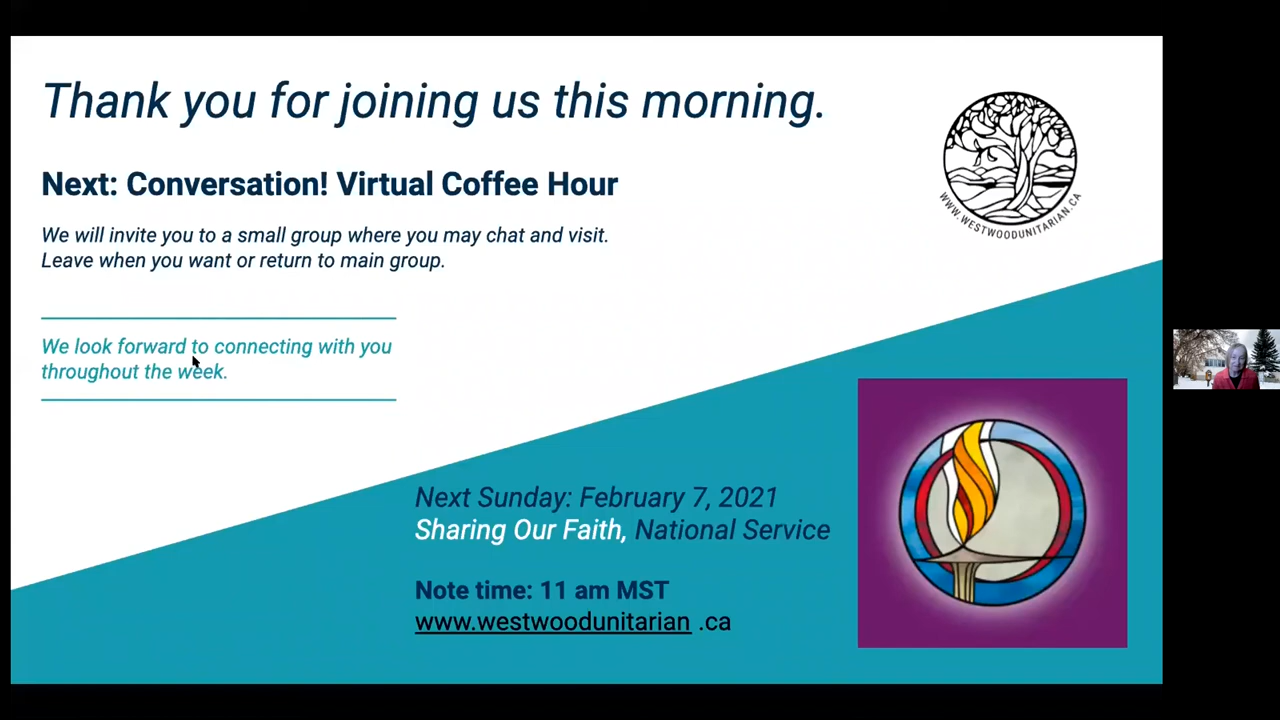 Thank you for joining us this morning.
Next: Conversation! Virtual Coffee Hour
We will invite you to a small group where you may chat and visit.
Leave when you want or return to main group.
WWW.WESTWOODUNITARIAN.CA
We look forward to connecting with you
throughout the week.
Next Sunday: February 7, 2021
Sharing Our Faith, National Service
Note time: 11 am MST
www.westwoodunitarian .ca